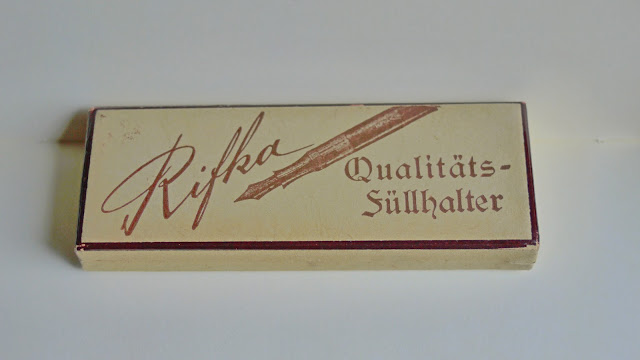 Rifka
Qualitäts-
Füllhalter